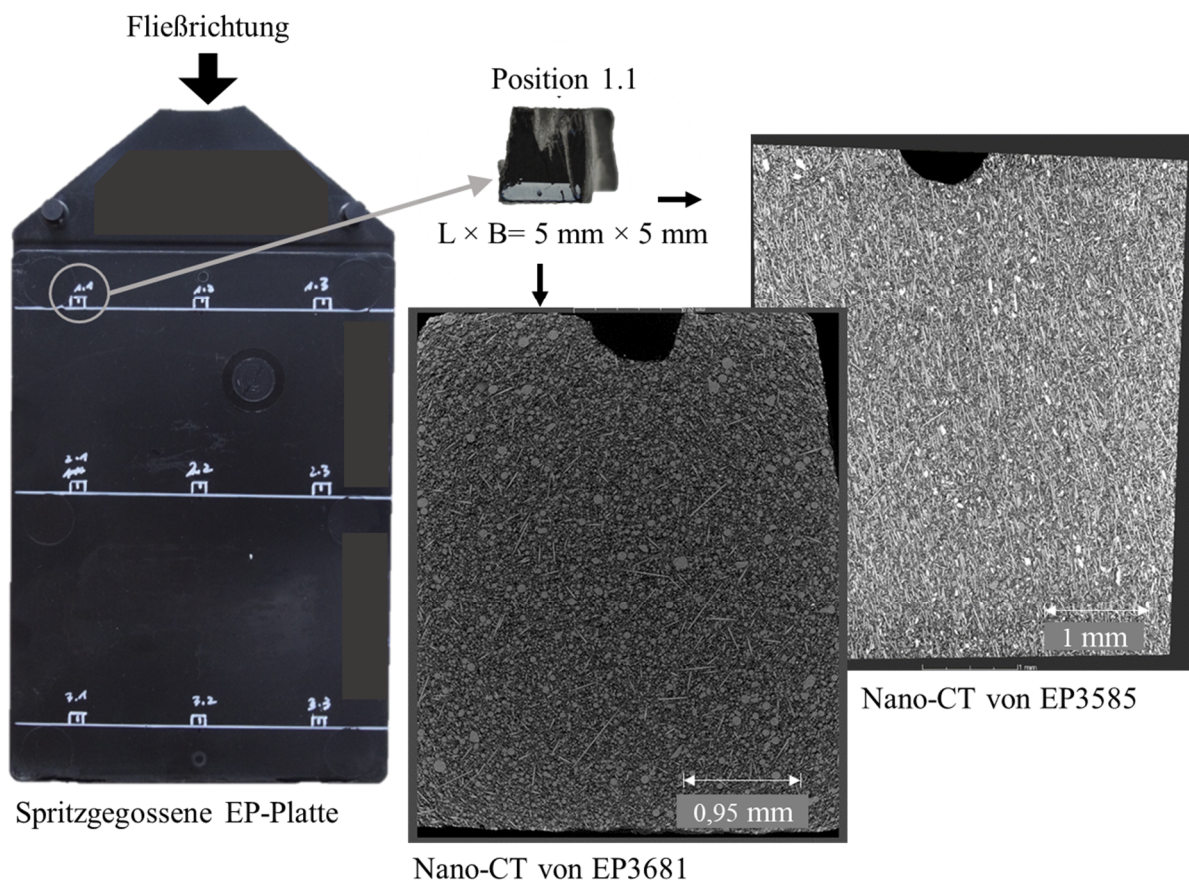 Fließrichtung
Position 1.1
L × B= 5 mm × 5 mm
1.1
1.3
2.1
2.2
2.3
3.1
3.2
3.3
1 mm
1 mm
0,95 mm
Nano-CT von EP3585
Spritzgegossene EP-Platte
Nano-CT von EP3681